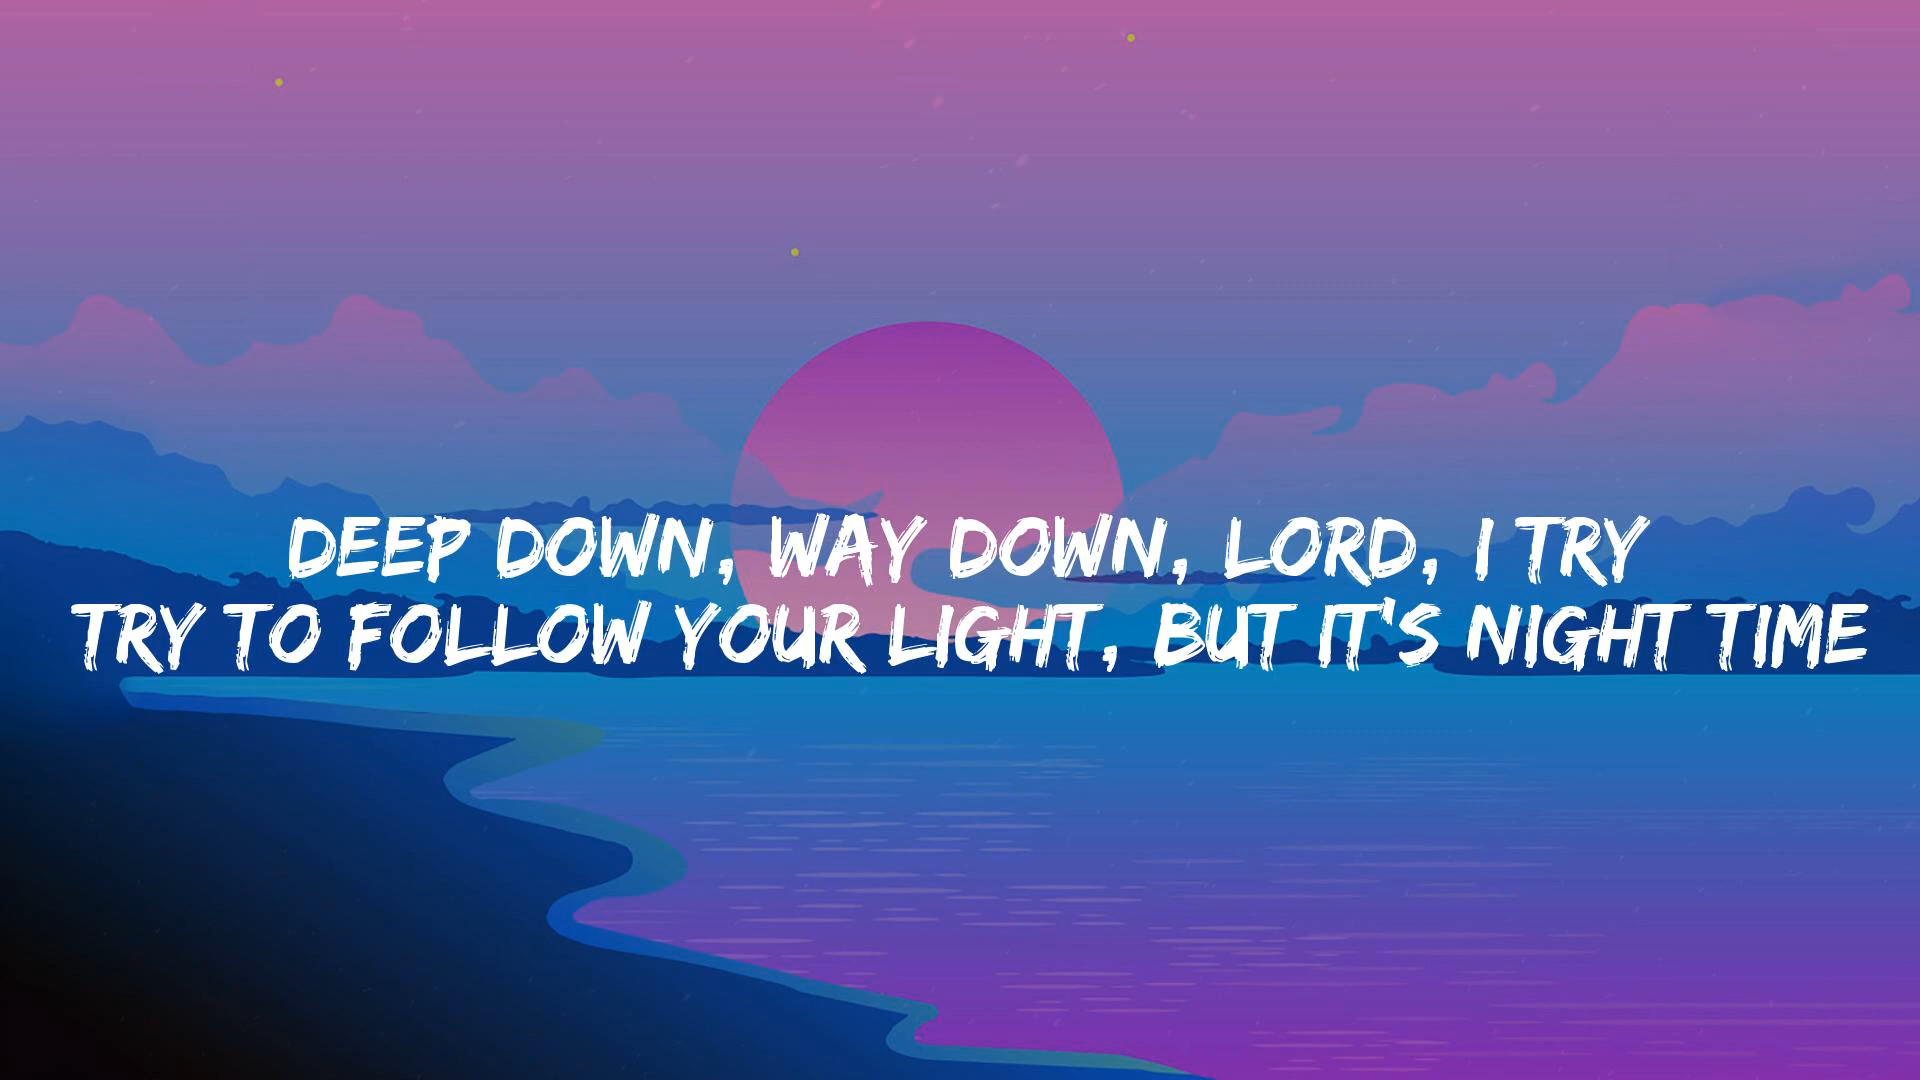 DEEP DOWN, WAY DOWN, LORD, I TRY
TRY TO FOLLOW YOUR LIGHT, BUT IT'S NIGHT TIME